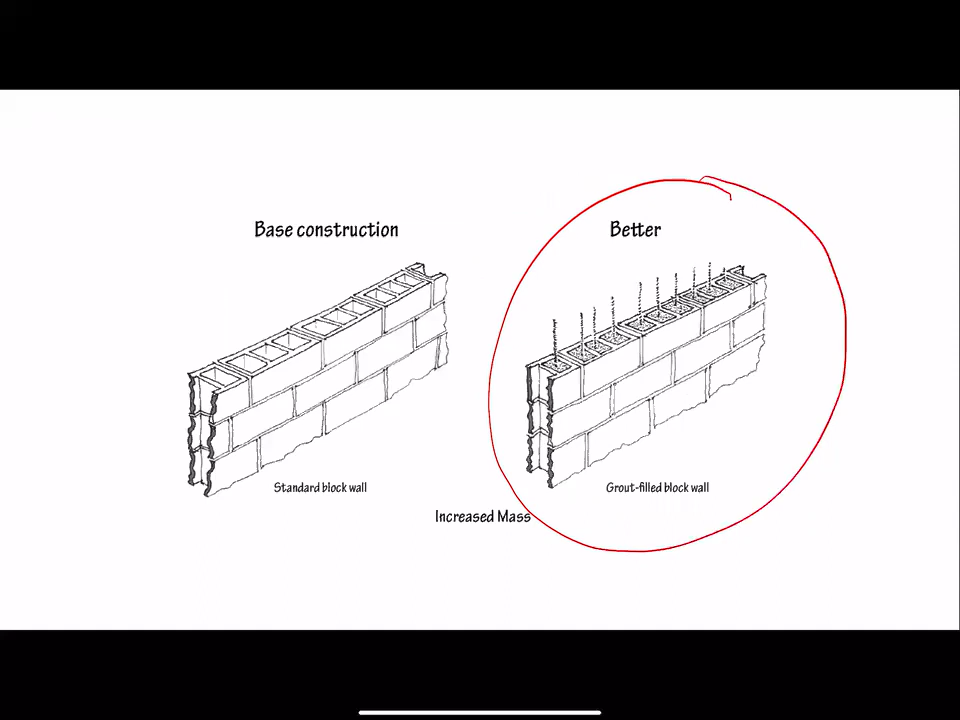 Base construction
Better
Standard block wall
Grout-filled block wall
Increased Mass